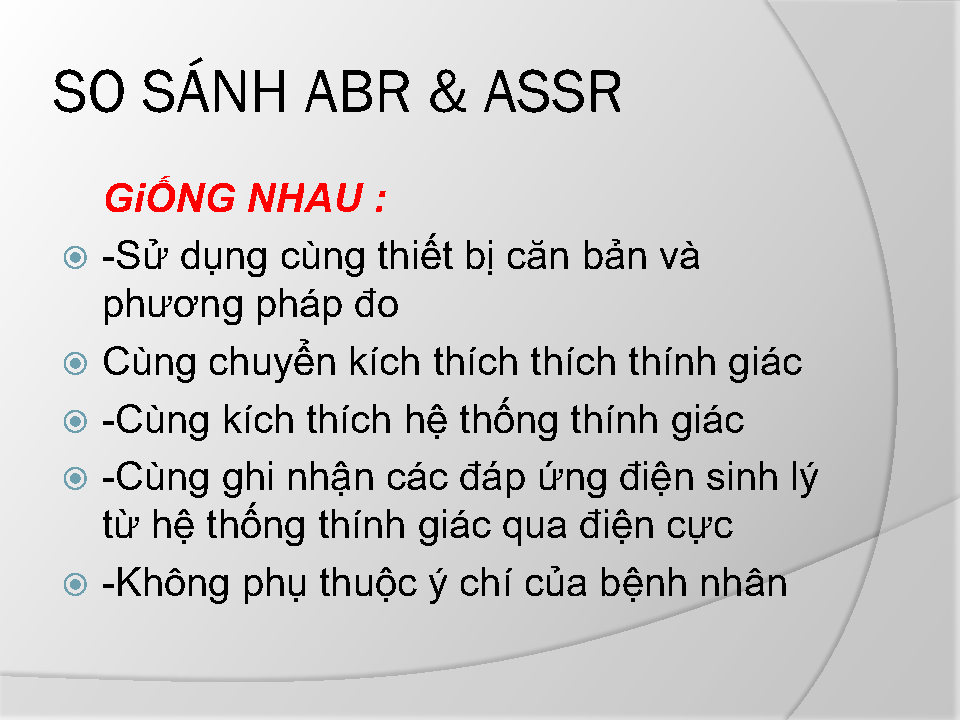 SO SÁNH ABR & ASSR
GiỐNG NHAU :
-Sử dụng cùng thiết bị căn bản và
phương pháp đo
Cùng chuyển kích thích thích thính giác
-Cùng kích thích hệ thống thính giác
-Cùng ghi nhận các đáp ứng điện sinh lý
từ hệ thống thính giác qua điện cực
-Không phụ thuộc ý chí của bệnh nhân